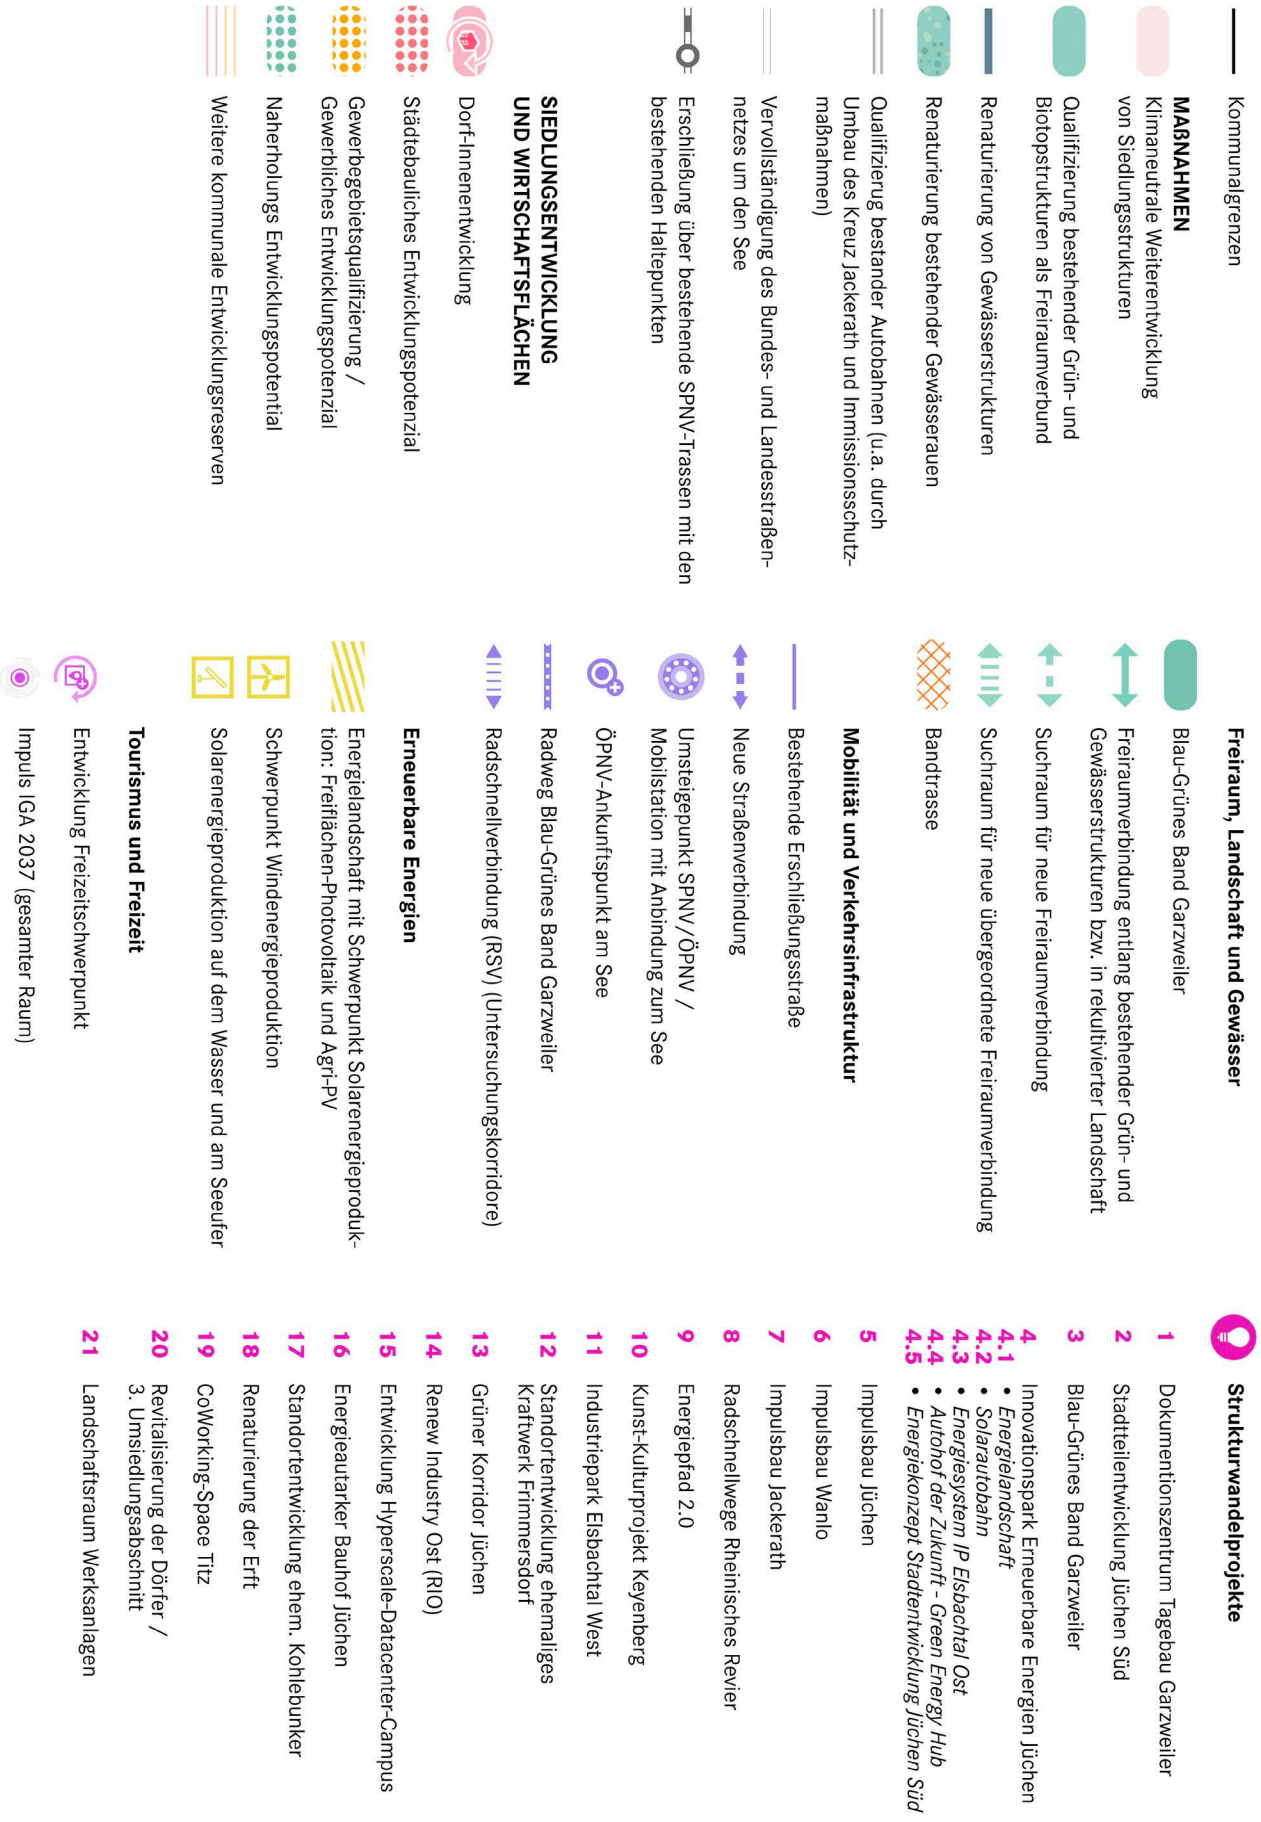 Kommunalgrenzen
MAßNAHMEN
Klimaneutrale Weiterentwicklung
von Siedlungsstrukturen
Qualifizierung bestehender Grün- und
Biotopstrukturen als Freiraumverbund
Renaturierung von Gewässerstrukturen
Renaturierung bestehender Gewässerauen
Qualifizierug bestander Autobahnen (u.a. durch
Umbau des Kreuz Jackerath und Immissionsschutz-
maßnahmen)
Vervollständigung des Bundes- und Landesstraßen-
netzes um den See
Erschließung über bestehende SPNV-Trassen mit den
bestehenden Haltepunkten
SIEDLUNGSENTWICKLUNG
UND WIRTSCHAFTSFLÄCHEN
Dorf-Innenentwicklung
Städtebauliches Entwicklungspotenzial
Gewerbegebietsqualifizierung /
Gewerbliches Entwicklungspotenzial
Naherholungs Entwicklungspotential
Weitere kommunale Entwicklungsreserven
Freiraum, Landschaft und Gewässer
Blau-Grünes Band Garzweiler
Freiraumverbindung entlang bestehender Grün- und
Gewässerstrukturen bzw. in rekultivierter Landschaft
Suchraum für neue Freiraumverbindung
Suchraum für neue übergeordnete Freiraumverbindung
Bandtrasse
Mobilität und Verkehrsinfrastruktur
Bestehende Erschließungsstraße
Neue Straßenverbindung
Umsteigepunkt SPNV/ÖPNV /
Mobilstation mit Anbindung zum See
ÖPNV-Ankunftspunkt am See
Radweg Blau-Grünes Band Garzweiler
Radschnellverbindung (RSV) (Untersuchungskorridore)
Erneuerbare Energien
Energielandschaft mit Schwerpunkt Solarenergieproduk-
tion: Freiflächen-Photovoltaik und Agri-PV
Schwerpunkt Windenergieproduktion
Solarenergieproduktion auf dem Wasser und am Seeufer
Tourismus und Freizeit
Entwicklung Freizeitschwerpunkt
Impuls IGA 2037 (gesamter Raum)
Strukturwandelprojekte
1 Dokumentionszentrum Tagebau Garzweiler
2 Stadtteilentwicklung Jüchen Süd
3 Blau-Grünes Band Garzweiler
4 Innovationspark Erneuerbare Energien Jüchen
4.1 • Energielandschaft
4.2 • Solarautobahn
4.3 • Energiesystem IP Elsbachtal Ost
4.4 • Autohof der Zukunft - Green Energy Hub
4.5 • Energiekonzept Stadtentwicklung Jüchen Süd
5 Impulsbau Jüchen
6 Impulsbau Wanlo
7 Impulsbau Jackerath
8 Radschnellwege Rheinisches Revier
9 Energiepfad 2.0
10 Kunst-Kulturprojekt Keyenberg
11 Industriepark Elsbachtal West
12 Standortentwicklung ehemaliges
Kraftwerk Frimmersdorf
13 Grüner Korridor Jüchen
14 Renew Industry Ost (RIO)
15 Entwicklung Hyperscale-Datacenter-Campus
16 Energieautarker Bauhof Jüchen
17 Standortentwicklung ehem. Kohlebunker
18 Renaturierung der Erft
19 CoWorking-Space Titz
20 Revitalisierung der Dörfer /
3. Umsiedlungsabschnitt
21 Landschaftsraum Werksanlagen